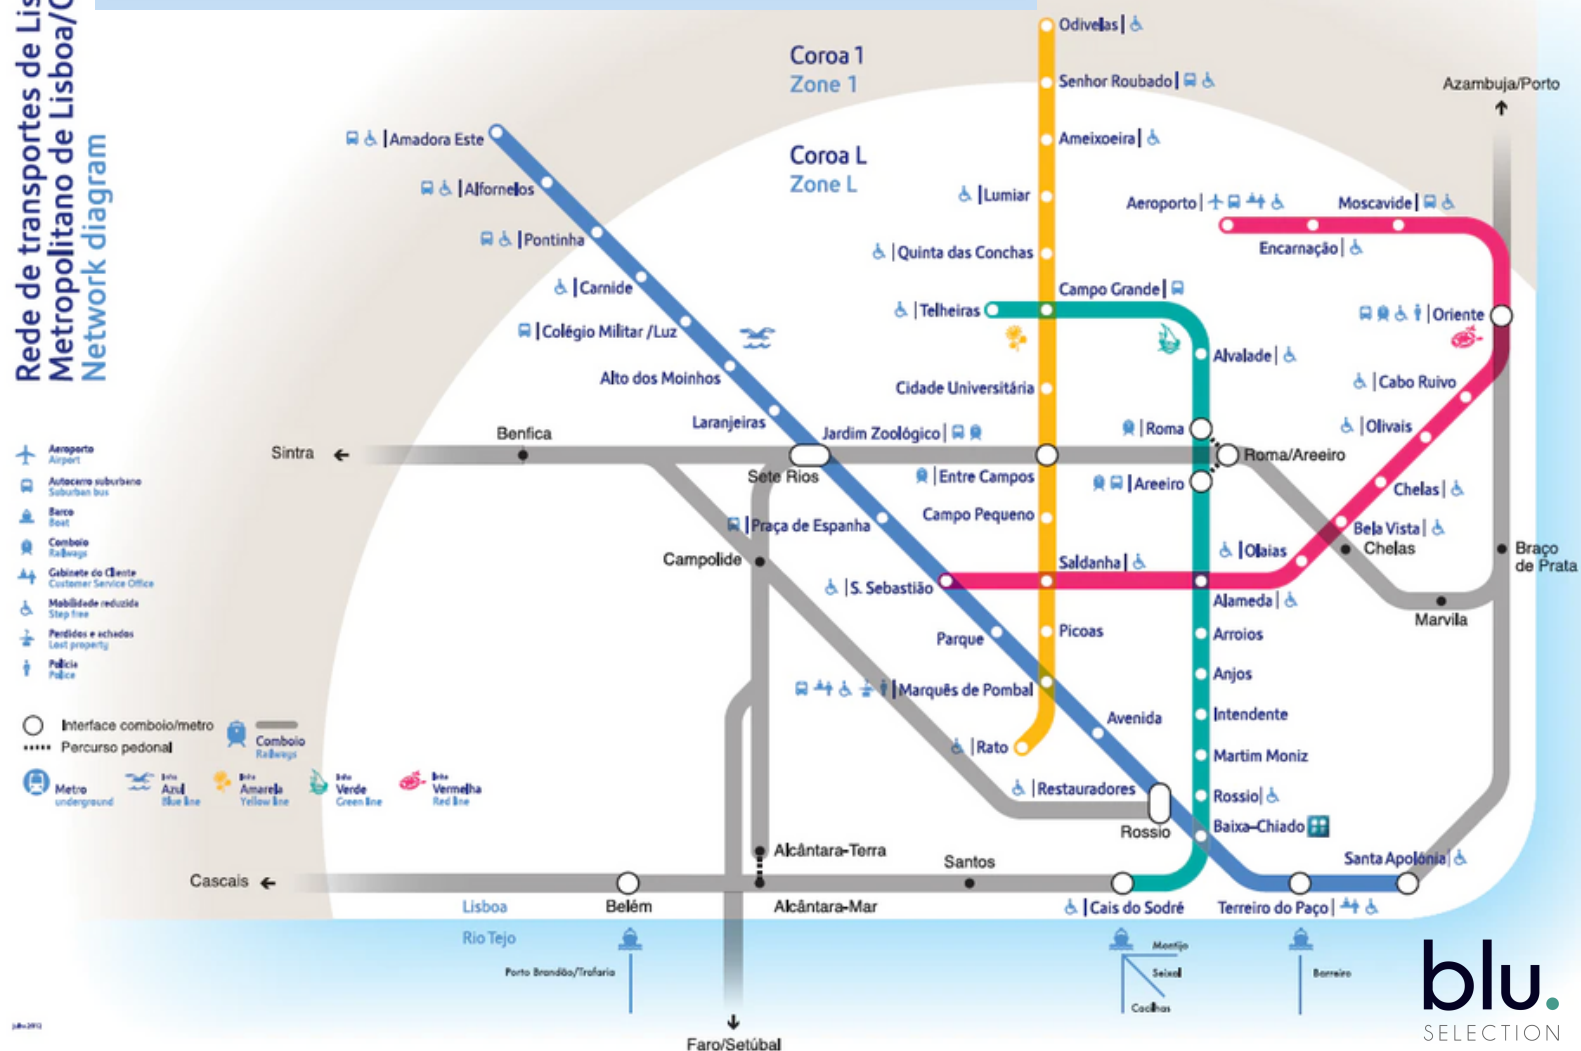 Rede de transportes de Lis
Metropolitano de Lisboa/C
Network diagram
Coroa 1
Zone 1
Coroa L
Zone L
Odivelas
Senhor Roubado
Ameixoeira
Lumiar
Quinta das Conchas
Campo Grande
Telheiras
Cidade Universitária
Entre Campos
Campo Pequeno
Saldanha
Picoas
Marquês de Pombal
Rato
Amadora Este
Alfornelos
Pontinha
Carnide
Colégio Militar /Luz
Alto dos Moinhos
Laranjeiras
Jardim Zoológico
Sete Rios
Praça de Espanha
S. Sebastião
Parque
Avenida
Restauradores
Rossio
Baixa-Chiado
Terreiro do Paço
Santa Apolónia
Azambuja/Porto
Aeroporto
Encarnação
Moscavide
Oriente
Cabo Ruivo
Olivais
Chelas
Bela Vista
Chelas
Olaias
Alameda
Alvalade
Roma
Roma/Areeiro
Areeiro
Arroios
Anjos
Intendente
Martim Moniz
Rossio
Cais do Sodré
Braço
de Prata
Marvila
Sintra
Benfica
Campolide
Alcântara-Terra
Alcântara-Mar
Santos
Belém
Cascais
Lisboa
Rio Tejo
Porto Brandão/Trafaria
Montijo
Seixal
Cacilhas
Barreiro
Faro/Setúbal
Aeroporto
Airport
Autocarro suburbano
Suburban bus
Barco
Boat
Comboio
Railways
Gabinete do Cliente
Customer Service Office
Mobilidade reduzida
Step free
Perdidos e achados
Lost property
Polícia
Police
Interface comboio/metro
Percurso pedonal
Comboio
Railways
Metro
underground
linha
Azul
Blue line
linha
Amarela
Yellow line
linha
Verde
Green line
linha
Vermelha
Red line
blu.
SELECTION